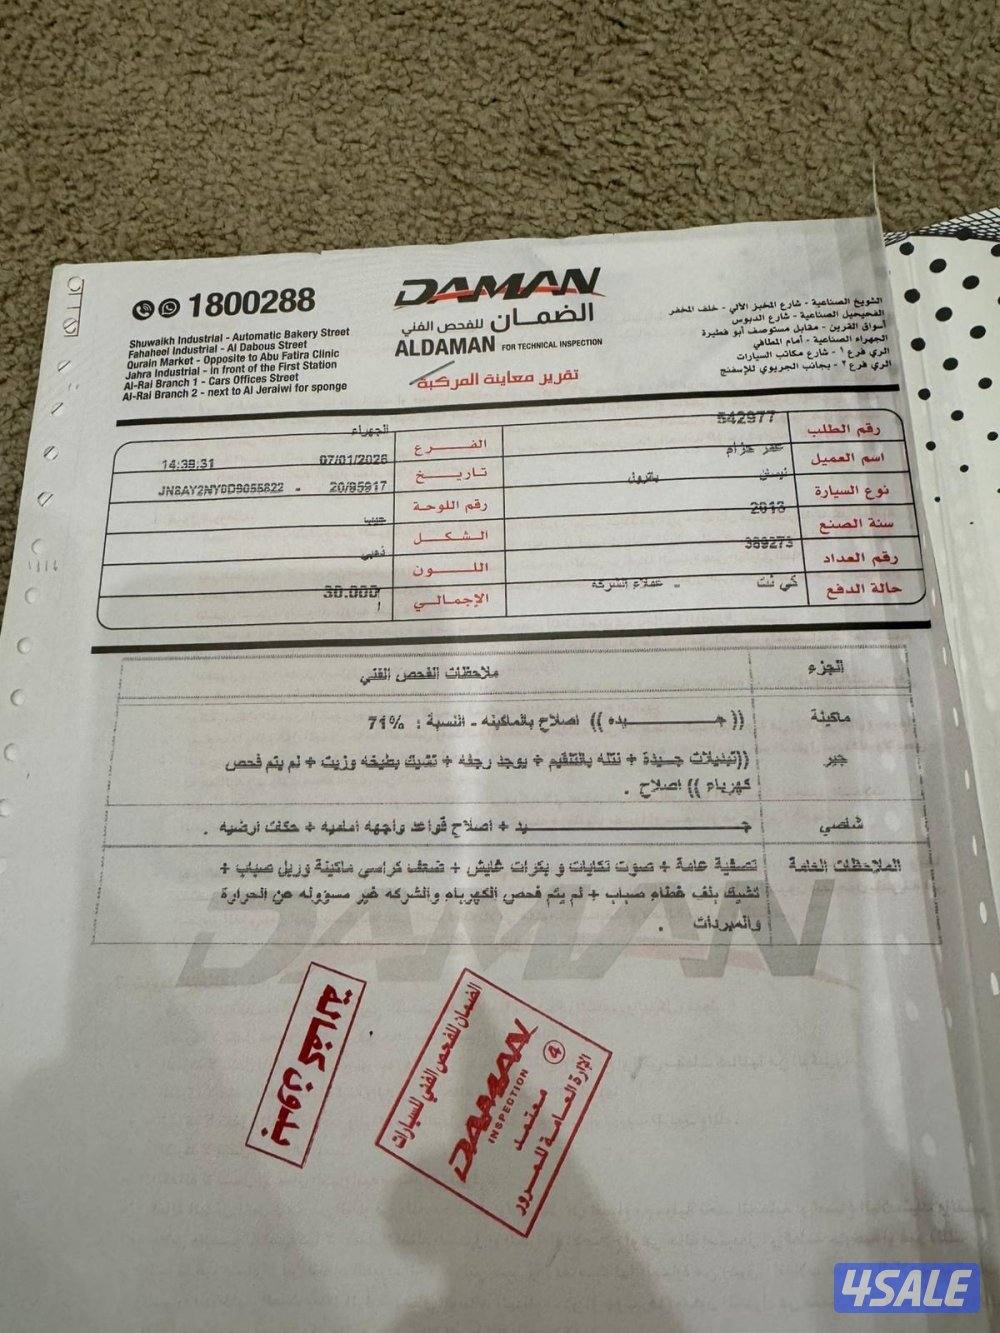 1800288
Shuwaikh Industrial - Automatic Bakery Street
Fahaheel Industrial - Al Dabous Street
Qurain Market - Opposite to Abu Fatira Clinic
Jahra Industrial - in front of the First Station
Al-Rai Branch 1 - Cars Offices Street
Al-Rai Branch 2 - next to Al Jeraiwi for sponge
DAMAN
الضمان للفحص الفني
ALDAMAN FOR TECHNICAL INSPECTION
تقرير معاينة المركبة
الشويخ الصناعية - شارع المخبز الآلي - خلف المخفر
الفحيحيل الصناعية - شارع الدبوس
أسواق القرين - مقابل مستوصف أبو فطيرة
الجهراء الصناعية - أمام المطافي
الري فرع ١ - شارع مكاتب السيارات
الري فرع ٢ - بجانب الجريوي للإسفنج
رقم الطلب 542977 الفرع الجهراء
اسم العميل عمر حزام تاريخ 07/01/2026 14:39:31
نوع السيارة نيسان باترول رقم اللوحة 20/95917 - JN8AY2NY0D9055822
سنة الصنع 2013 الشكل جيب
رقم العداد 389273 اللون ذهبي
حالة الدفع كي نت - عملاء الشركة الإجمالي 30.000
الجزء ملاحظات الفحص الفني
ماكينة (( جيده )) اصلاح بالماكينه - النسبة : 71%
جير ((تبديلات جيدة + نتله بالتنقيم + يوجد رجفه + تشيك بطيخه وزيت + لم يتم فحص
كهرباء )) اصلاح .
شاصي جيد + اصلاح قواعد واجهه أماميه + حكات ارضيه .
الملاحظات العامة تصفية عامة + صوت تكايات و بكرات قايش + ضعف كراسي ماكينة وريل صباب +
تشيك بلف غطاء صباب + لم يتم فحص الكهرباء والشركه غير مسؤوله عن الحرارة
والمبردات .
DAMAN
بدون كفالة
الضمان للفحص الفني للسيارات
DAMAN
INSPECTION
4
معتمد
الإدارة العامة للمرور
4SALE